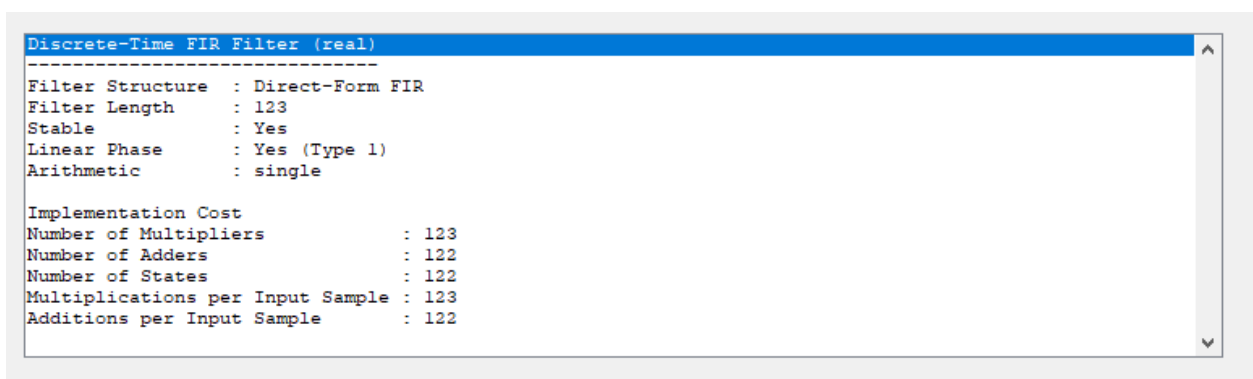 Discrete-Time FIR Filter (real)
-------------------------------
Filter Structure  : Direct-Form FIR
Filter Length     : 123
Stable            : Yes
Linear Phase      : Yes (Type 1)
Arithmetic        : single

Implementation Cost
Number of Multipliers            : 123
Number of Adders                 : 122
Number of States                 : 122
Multiplications per Input Sample : 123
Additions per Input Sample       : 122